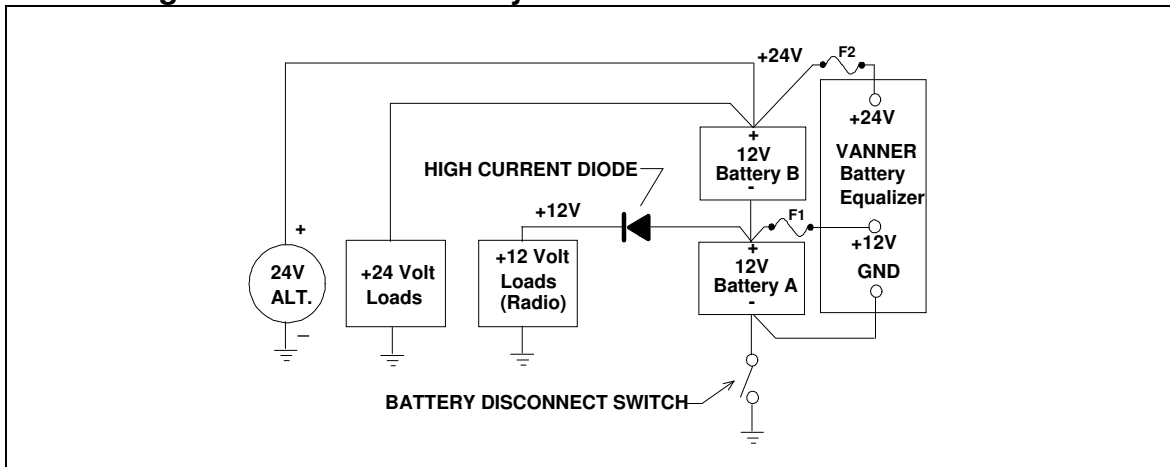 +24V
F2
+24V
+
12V
Battery B
-
VANNER
Battery
Equalizer
HIGH CURRENT DIODE
+12V
F1
+12V
+
24V
ALT.
–
+24 Volt
Loads
+12 Volt
Loads
(Radio)
+
12V
Battery A
-
GND
BATTERY DISCONNECT SWITCH